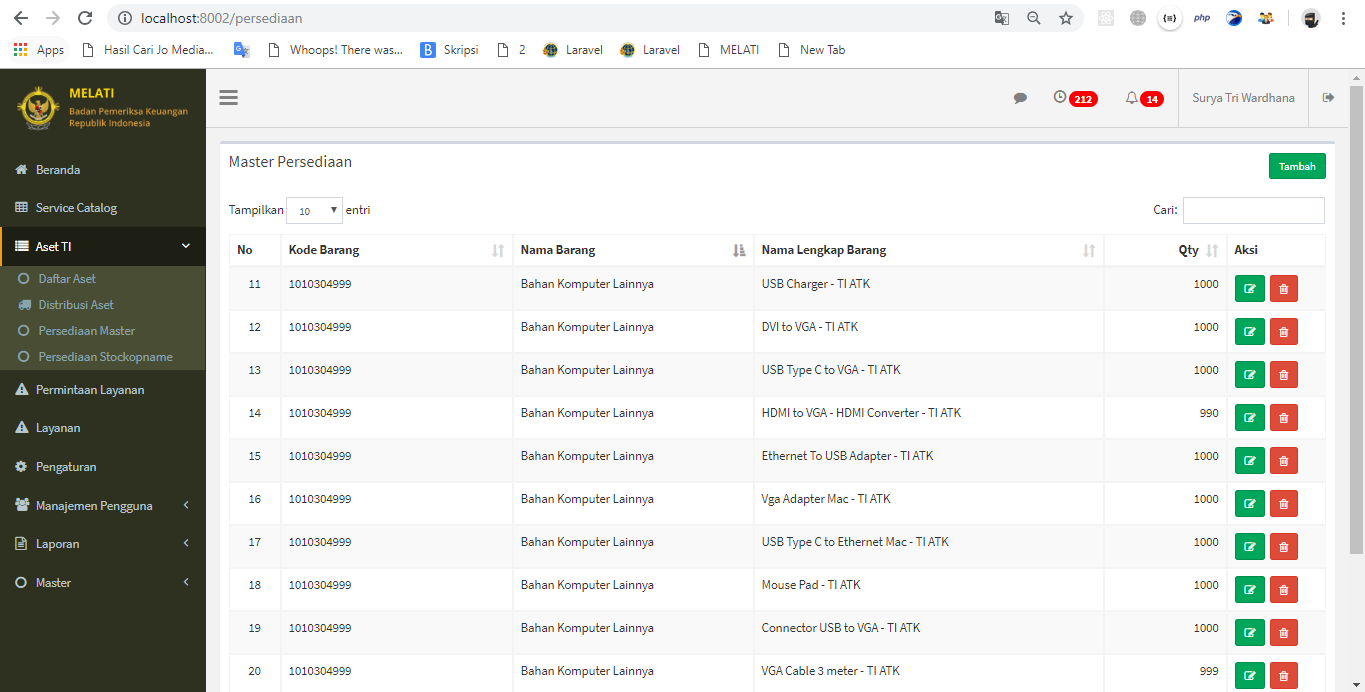 localhost:8002/persediaan
Apps Hasil Cari Jo Media... Whoops! There was... Skripsi 2 Laravel Laravel MELATI New Tab
MELATI
Badan Pemeriksa Keuangan
Republik Indonesia
212 14 Surya Tri Wardhana
Beranda
Service Catalog
Aset TI
Daftar Aset
Distribusi Aset
Persediaan Master
Persediaan Stockopname
Permintaan Layanan
Layanan
Pengaturan
Manajemen Pengguna
Laporan
Master
Master Persediaan
Tambah
Tampilkan 10 entri Cari:
No Kode Barang Nama Barang Nama Lengkap Barang Qty Aksi
11 1010304999 Bahan Komputer Lainnya USB Charger - TI ATK 1000
12 1010304999 Bahan Komputer Lainnya DVI to VGA - TI ATK 1000
13 1010304999 Bahan Komputer Lainnya USB Type C to VGA - TI ATK 1000
14 1010304999 Bahan Komputer Lainnya HDMI to VGA - HDMI Converter - TI ATK 990
15 1010304999 Bahan Komputer Lainnya Ethernet To USB Adapter - TI ATK 1000
16 1010304999 Bahan Komputer Lainnya Vga Adapter Mac - TI ATK 1000
17 1010304999 Bahan Komputer Lainnya USB Type C to Ethernet Mac - TI ATK 1000
18 1010304999 Bahan Komputer Lainnya Mouse Pad - TI ATK 1000
19 1010304999 Bahan Komputer Lainnya Connector USB to VGA - TI ATK 1000
20 1010304999 Bahan Komputer Lainnya VGA Cable 3 meter - TI ATK 999